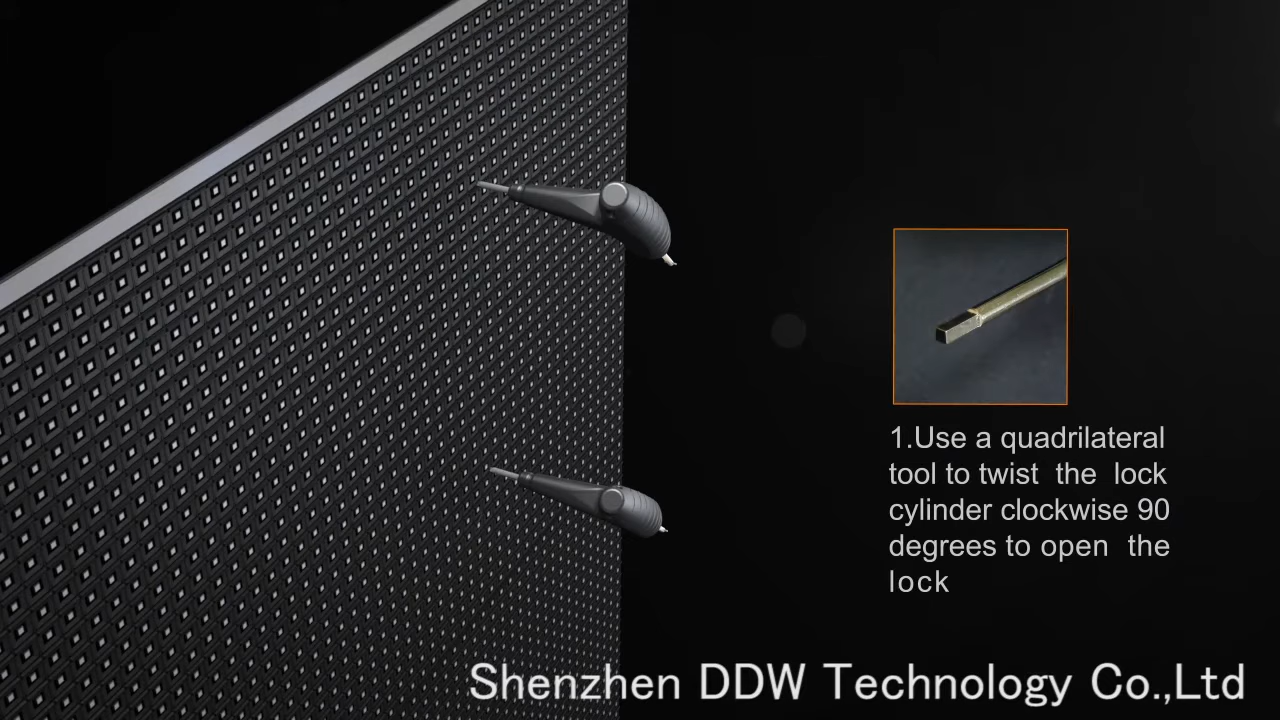 1.Use a quadrilateral
tool to twist the lock
cylinder clockwise 90
degrees to open the
lock
Shenzhen DDW Technology Co.,Ltd